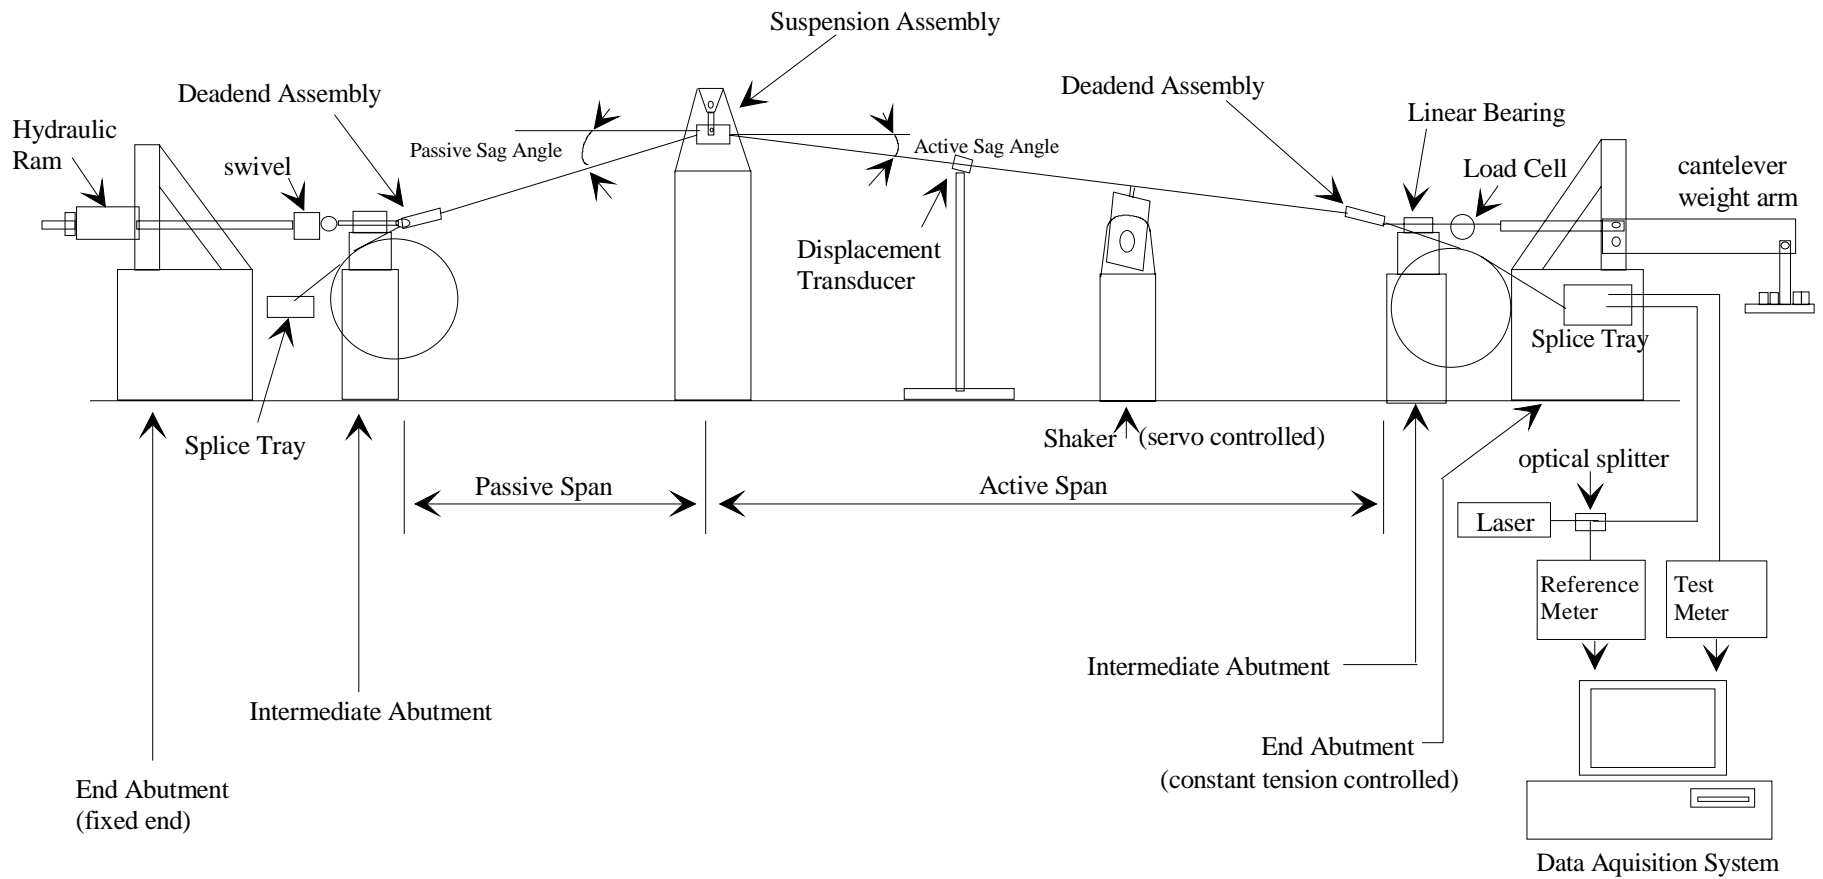 Suspension Assembly
Deadend Assembly
Deadend Assembly
Linear Bearing
Hydraulic
Ram
swivel
Passive Sag Angle
Active Sag Angle
Load Cell
cantelever
weight arm
Displacement
Transducer
Splice Tray
Splice Tray
Shaker
(servo controlled)
optical splitter
Passive Span
Active Span
Laser
Reference
Meter
Test
Meter
Intermediate Abutment
Intermediate Abutment
End Abutment
(constant tension controlled)
End Abutment
(fixed end)
Data Aquisition System